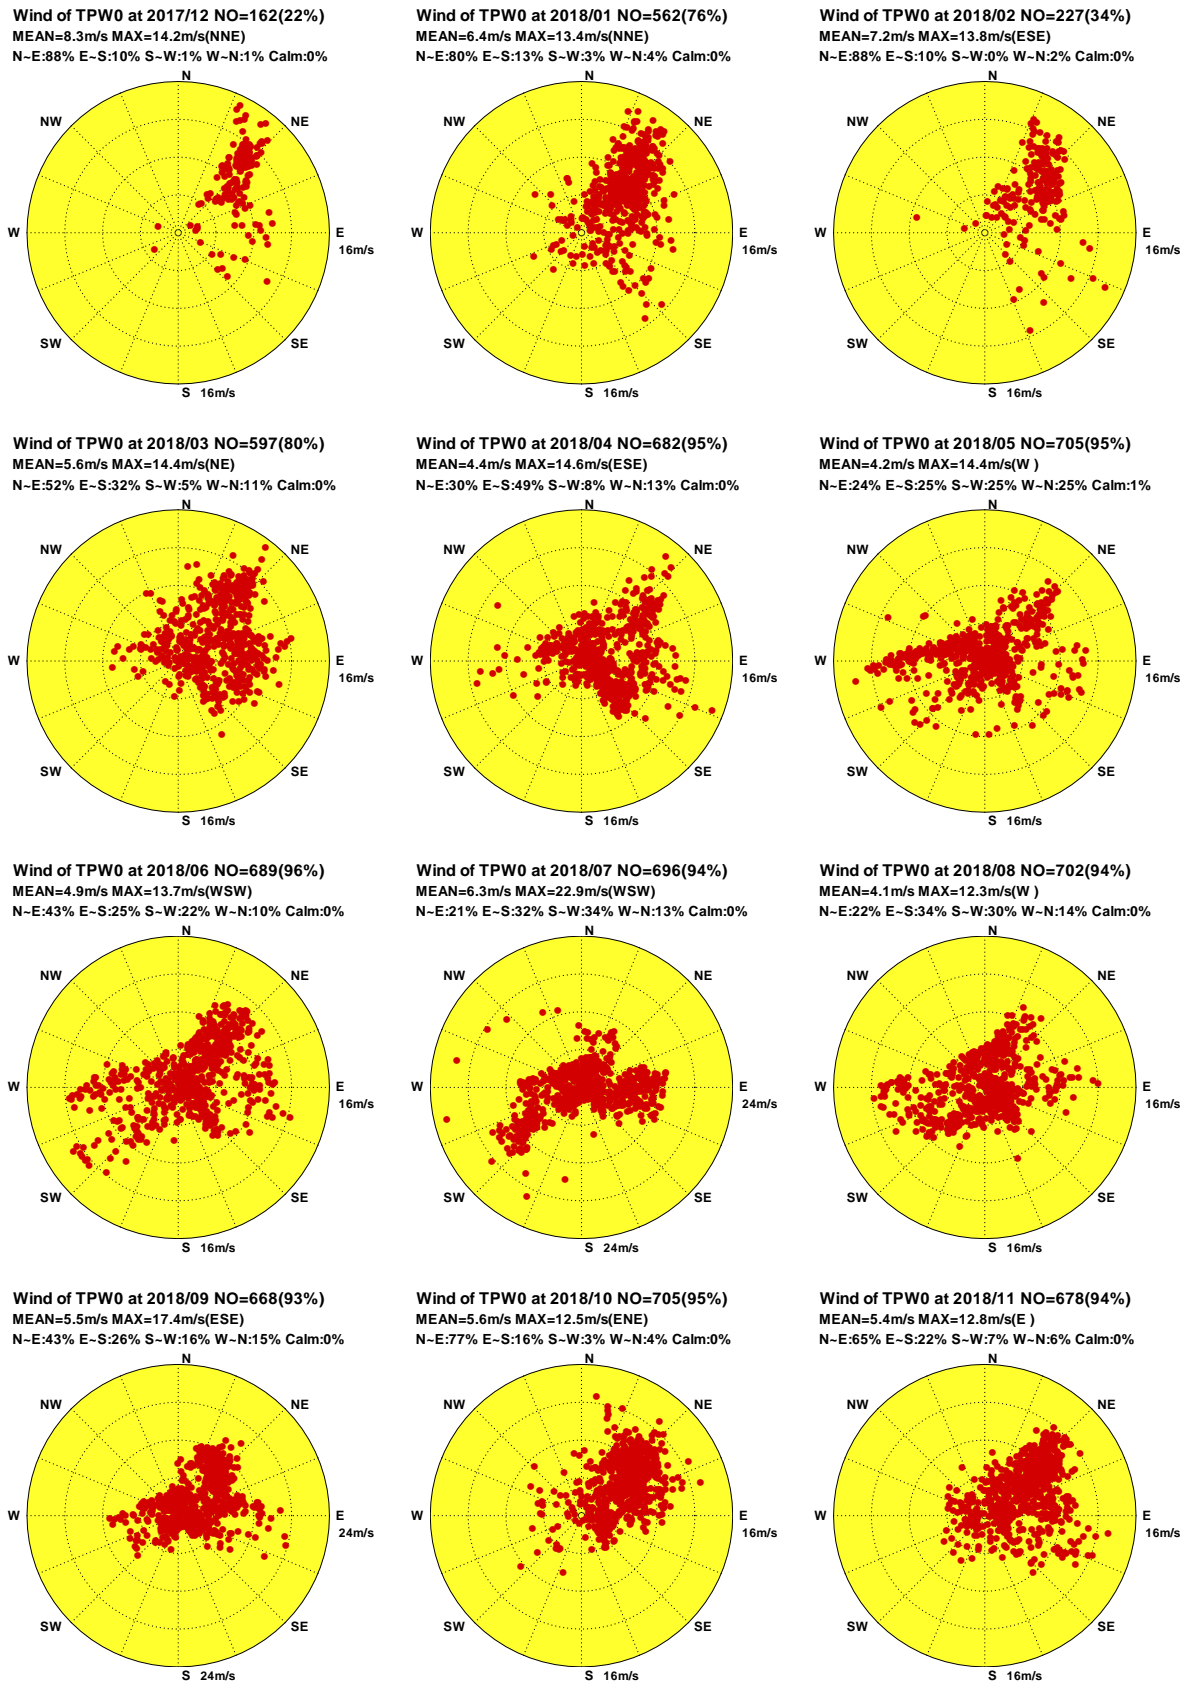 Wind of TPW0 at 2017/12 NO=162(22%)
MEAN=8.3m/s MAX=14.2m/s(NNE)
N~E:88% E~S:10% S~W:1% W~N:1% Calm:0%
N
NW
NE
W
E
16m/s
SW
SE
S 16m/s
Wind of TPW0 at 2018/01 NO=562(76%)
MEAN=6.4m/s MAX=13.4m/s(NNE)
N~E:80% E~S:13% S~W:3% W~N:4% Calm:0%
N
NW
NE
W
E
16m/s
SW
SE
S 16m/s
Wind of TPW0 at 2018/02 NO=227(34%)
MEAN=7.2m/s MAX=13.8m/s(ESE)
N~E:88% E~S:10% S~W:0% W~N:2% Calm:0%
N
NW
NE
W
E
16m/s
SW
SE
S 16m/s
Wind of TPW0 at 2018/03 NO=597(80%)
MEAN=5.6m/s MAX=14.4m/s(NE)
N~E:52% E~S:32% S~W:5% W~N:11% Calm:0%
N
NW
NE
W
E
16m/s
SW
SE
S 16m/s
Wind of TPW0 at 2018/04 NO=682(95%)
MEAN=4.4m/s MAX=14.6m/s(ESE)
N~E:30% E~S:49% S~W:8% W~N:13% Calm:0%
N
NW
NE
W
E
16m/s
SW
SE
S 16m/s
Wind of TPW0 at 2018/05 NO=705(95%)
MEAN=4.2m/s MAX=14.4m/s(W )
N~E:24% E~S:25% S~W:25% W~N:25% Calm:1%
N
NW
NE
W
E
16m/s
SW
SE
S 16m/s
Wind of TPW0 at 2018/06 NO=689(96%)
MEAN=4.9m/s MAX=13.7m/s(WSW)
N~E:43% E~S:25% S~W:22% W~N:10% Calm:0%
N
NW
NE
W
E
16m/s
SW
SE
S 16m/s
Wind of TPW0 at 2018/07 NO=696(94%)
MEAN=6.3m/s MAX=22.9m/s(WSW)
N~E:21% E~S:32% S~W:34% W~N:13% Calm:0%
N
NW
NE
W
E
24m/s
SW
SE
S 24m/s
Wind of TPW0 at 2018/08 NO=702(94%)
MEAN=4.1m/s MAX=12.3m/s(W )
N~E:22% E~S:34% S~W:30% W~N:14% Calm:0%
N
NW
NE
W
E
16m/s
SW
SE
S 16m/s
Wind of TPW0 at 2018/09 NO=668(93%)
MEAN=5.5m/s MAX=17.4m/s(ESE)
N~E:43% E~S:26% S~W:16% W~N:15% Calm:0%
N
NW
NE
W
E
24m/s
SW
SE
S 24m/s
Wind of TPW0 at 2018/10 NO=705(95%)
MEAN=5.6m/s MAX=12.5m/s(ENE)
N~E:77% E~S:16% S~W:3% W~N:4% Calm:0%
N
NW
NE
W
E
16m/s
SW
SE
S 16m/s
Wind of TPW0 at 2018/11 NO=678(94%)
MEAN=5.4m/s MAX=12.8m/s(E )
N~E:65% E~S:22% S~W:7% W~N:6% Calm:0%
N
NW
NE
W
E
16m/s
SW
SE
S 16m/s